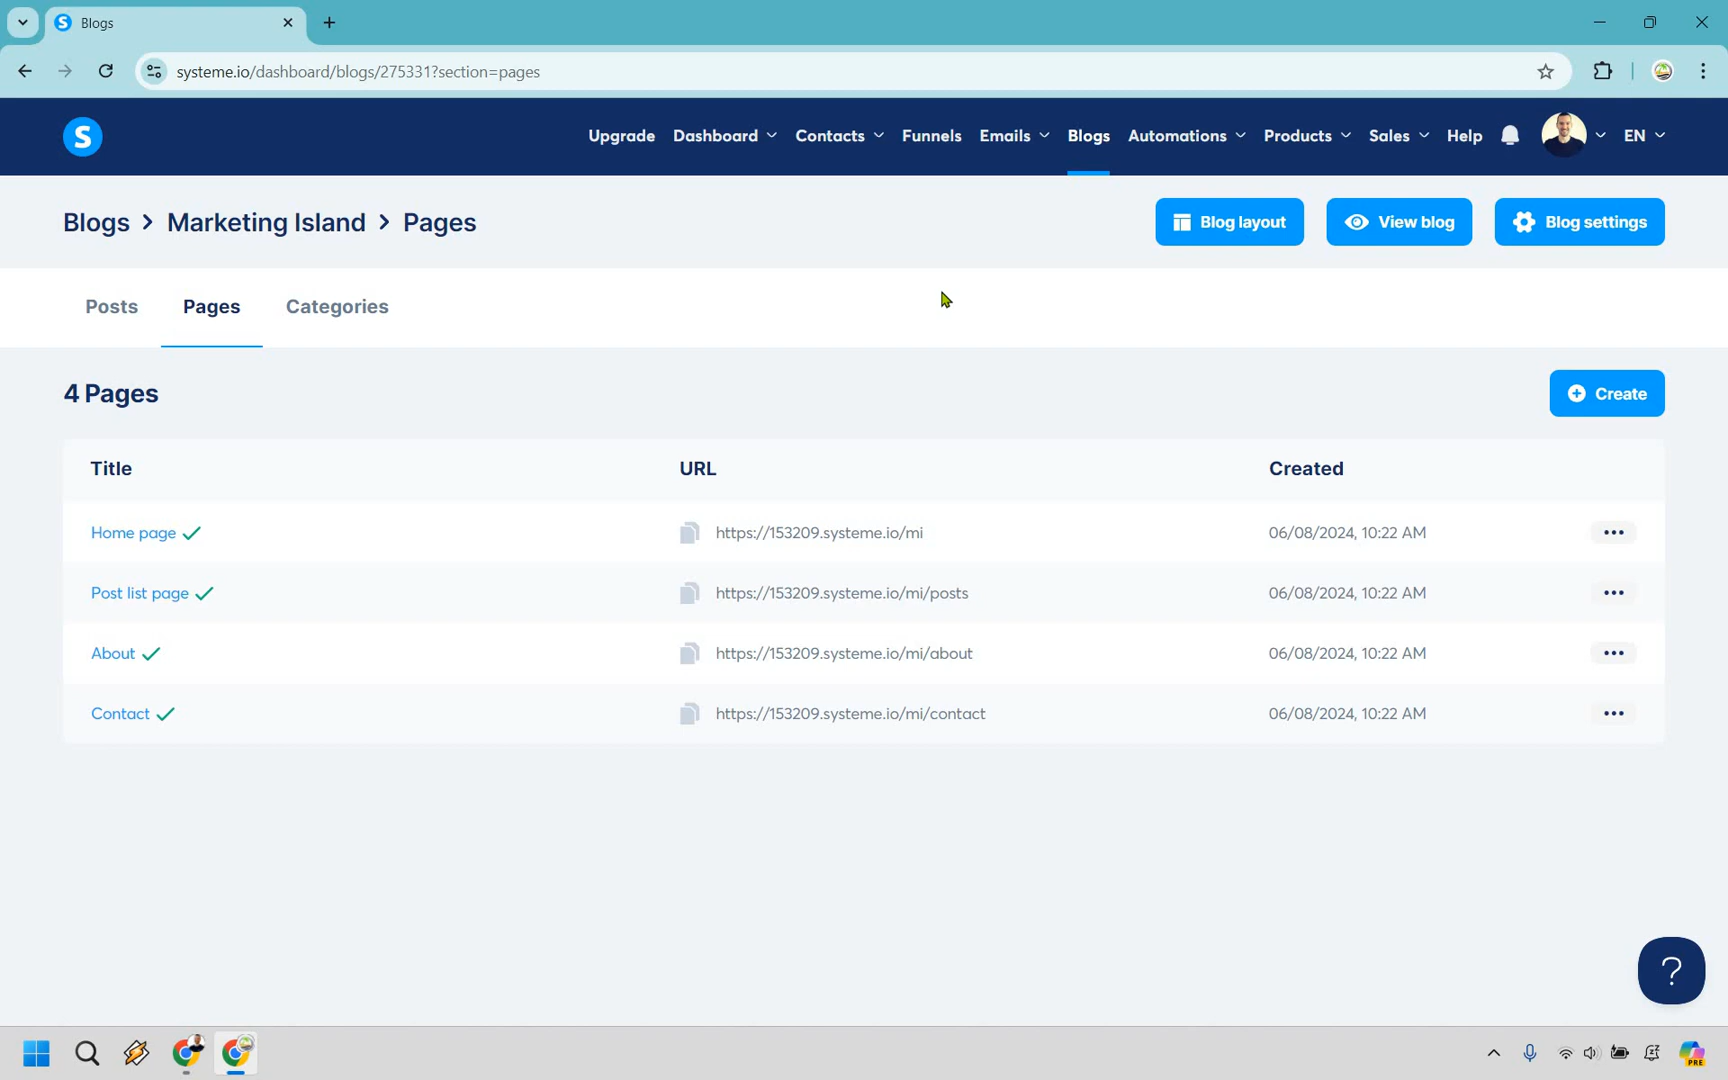 Blogs
systeme.io/dashboard/blogs/275331?section=pages
S Upgrade Dashboard Contacts Funnels Emails Blogs Automations Products Sales Help EN
Blogs > Marketing Island > Pages Blog layout View blog Blog settings
Posts Pages Categories
4 Pages Create
Title URL Created
Home page https://153209.systeme.io/mi 06/08/2024, 10:22 AM
Post list page https://153209.systeme.io/mi/posts 06/08/2024, 10:22 AM
About https://153209.systeme.io/mi/about 06/08/2024, 10:22 AM
Contact https://153209.systeme.io/mi/contact 06/08/2024, 10:22 AM
?
PRE